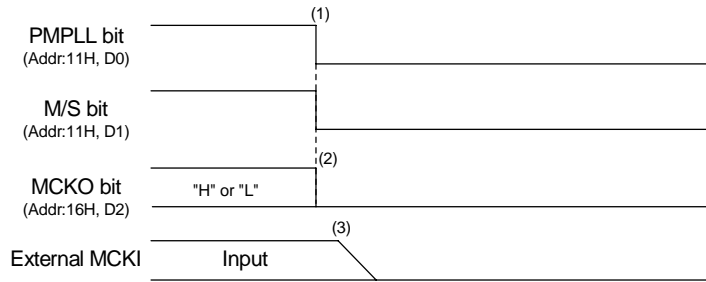 (1)
PMPLL bit
(Addr:11H, D0)
M/S bit
(Addr:11H, D1)
(2)
MCKO bit
"H" or "L"
(Addr:16H, D2)
(3)
External MCKI
Input